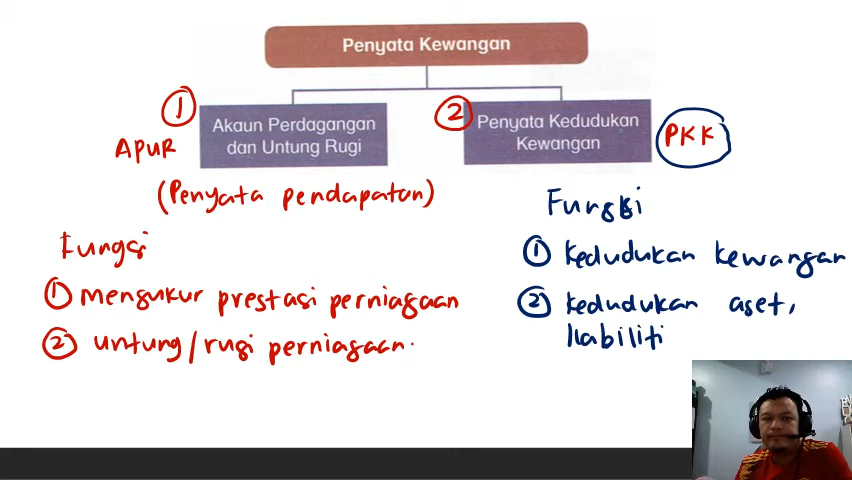 Penyata Kewangan
①
Akaun Perdagangan
dan Untung Rugi
APUR
(Penyata pendapatan)
Fungsi
① mengukur prestasi perniagaan
② untung/rugi perniagaan.
②
Penyata Kedudukan
Kewangan
PKK
Fungsi
① kedudukan kewangan
② kedudukan aset,
liabiliti